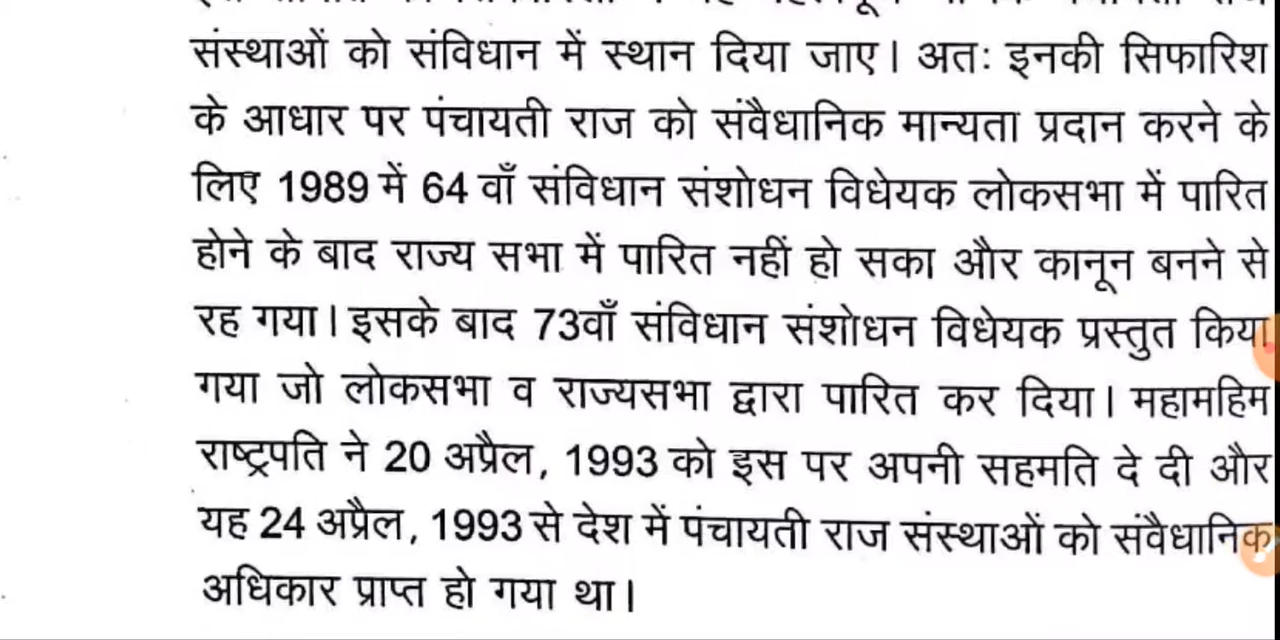 संस्थाओं को संविधान में स्थान दिया जाए। अतः इनकी सिफारिश
के आधार पर पंचायती राज को संवैधानिक मान्यता प्रदान करने के
लिए 1989 में 64 वाँ संविधान संशोधन विधेयक लोकसभा में पारित
होने के बाद राज्य सभा में पारित नहीं हो सका और कानून बनने से
रह गया। इसके बाद 73वाँ संविधान संशोधन विधेयक प्रस्तुत किया
गया जो लोकसभा व राज्यसभा द्वारा पारित कर दिया। महामहिम
राष्ट्रपति ने 20 अप्रैल, 1993 को इस पर अपनी सहमति दे दी और
यह 24 अप्रैल, 1993 से देश में पंचायती राज संस्थाओं को संवैधानिक
अधिकार प्राप्त हो गया था।